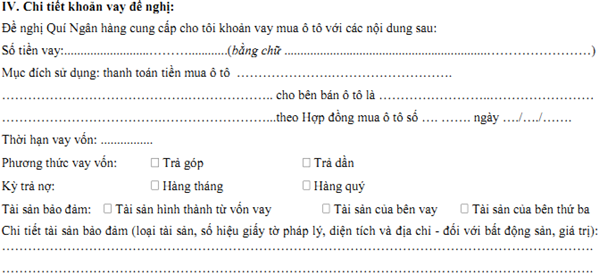 IV. Chi tiết khoản vay đề nghị:
Đề nghị Quí Ngân hàng cung cấp cho tôi khoản vay mua ô tô với các nội dung sau:
Số tiền vay:..........................…….…...............(bằng chữ ..............................................................……………………)
Mục đích sử dụng: thanh toán tiền mua ô tô ……………………………………………….
…………………………………………………………….. cho bên bán ô tô là ……………………...………………………
……………………………………………………………...theo Hợp đồng mua ô tô số …. ……. ngày …./…./…….
Thời hạn vay vốn: ................
Phương thức vay vốn: □ Trả góp □ Trả dần
Kỳ trả nợ: □ Hàng tháng □ Hàng quý
Tài sản bảo đảm: □ Tài sản hình thành từ vốn vay □ Tài sản của bên vay □ Tài sản của bên thứ ba
Chi tiết tài sản bảo đảm (loại tài sản, số hiệu giấy tờ pháp lý, diện tích và địa chỉ - đối với bất động sản, giá trị):
……………………………………………………………………………………………………………………………
……………………………………………………………………………………………………………………………